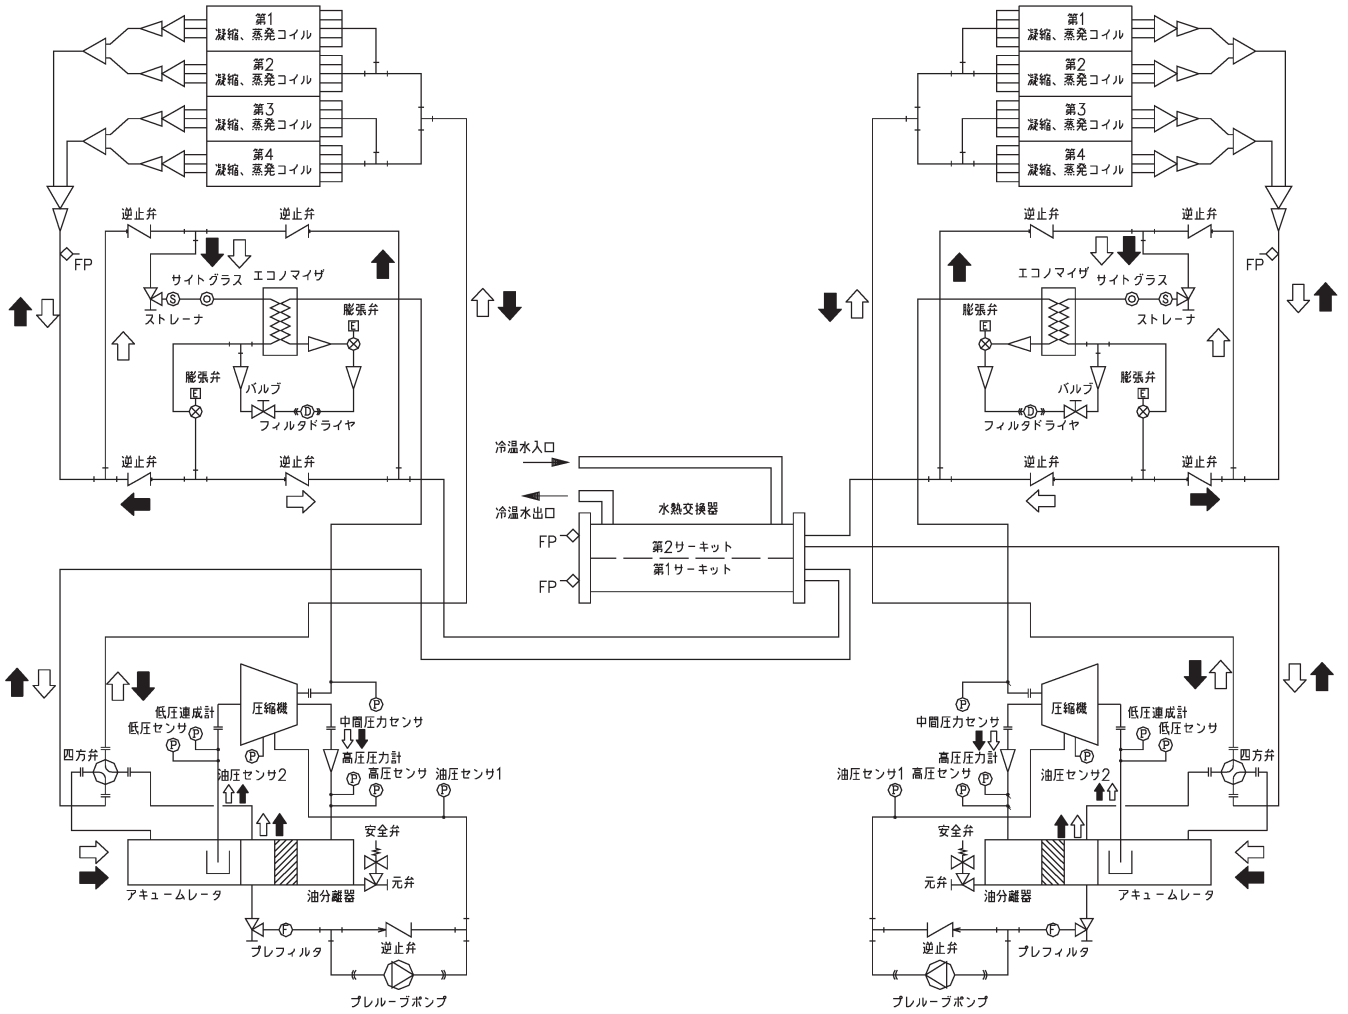 第1
凝縮、蒸発コイル
第2
凝縮、蒸発コイル
第3
凝縮、蒸発コイル
第4
凝縮、蒸発コイル
第1
凝縮、蒸発コイル
第2
凝縮、蒸発コイル
第3
凝縮、蒸発コイル
第4
凝縮、蒸発コイル
逆止弁
逆止弁
FP
サイトグラス
エコノマイザ
S
ストレーナ
膨張弁
E
膨張弁
E
バルブ
D
フィルタドライヤ
逆止弁
逆止弁
逆止弁
逆止弁
FP
エコノマイザ
サイトグラス
S
ストレーナ
膨張弁
E
膨張弁
E
バルブ
D
フィルタドライヤ
逆止弁
逆止弁
冷温水入口
冷温水出口
水熱交換器
FP
第2サーキット
第1サーキット
FP
圧縮機
P
低圧連成計
P
低圧センサ
P
中間圧力センサ
四方弁
P
油圧センサ2
高圧圧力計
P
高圧センサ
P
油圧センサ1
P
安全弁
元弁
アキュームレータ
油分離器
F
プレフィルタ
逆止弁
プレルーブポンプ
圧縮機
P
中間圧力センサ
低圧連成計
P
低圧センサ
P
四方弁
P
油圧センサ2
高圧圧力計
P
高圧センサ
P
油圧センサ1
P
安全弁
元弁
油分離器
アキュームレータ
F
プレフィルタ
逆止弁
プレルーブポンプ